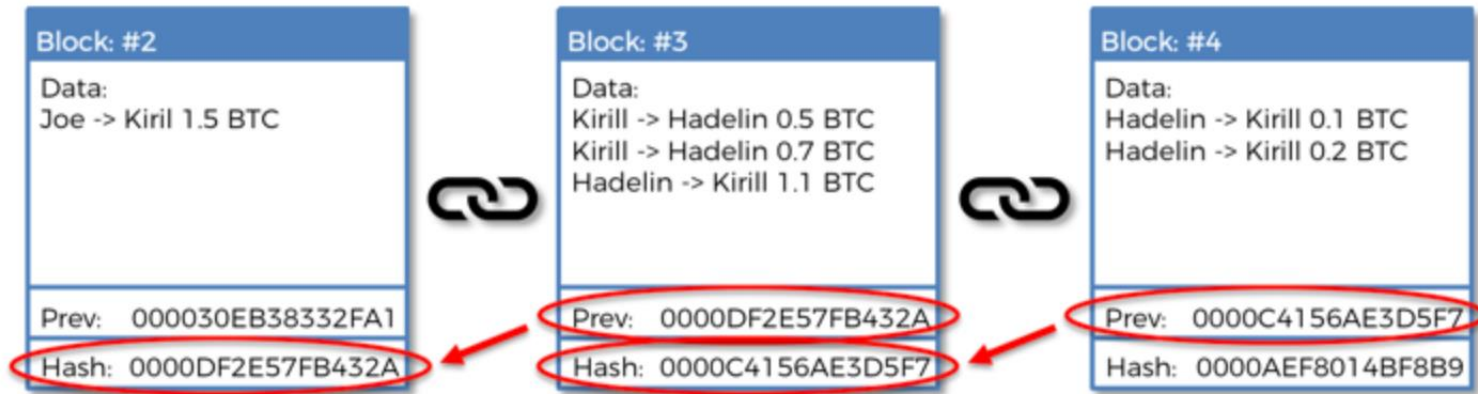 Block: #2
Data:
Joe -> Kiril 1.5 BTC
Prev: 000030EB38332FA1
Hash: 0000DF2E57FB432A
Block: #3
Data:
Kirill -> Hadelin 0.5 BTC
Kirill -> Hadelin 0.7 BTC
Hadelin -> Kirill 1.1 BTC
Prev: 0000DF2E57FB432A
Hash: 0000C4156AE3D5F7
Block: #4
Data:
Hadelin -> Kirill 0.1 BTC
Hadelin -> Kirill 0.2 BTC
Prev: 0000C4156AE3D5F7
Hash: 0000AEF8014BF8B9